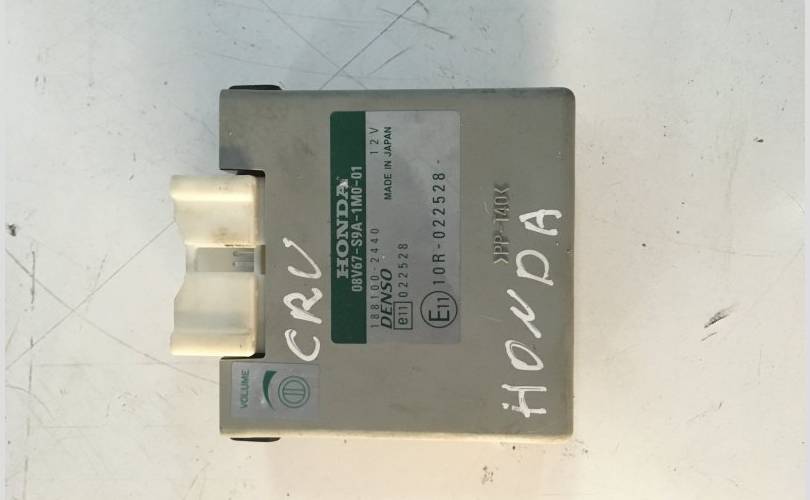 HONDA
08V67-S9A-1M0-01
188100-2440 12V
DENSO MADE IN JAPAN
e11 022528
E11 10R-022528-
>PP-T40<
VOLUME
CRV
HONDA